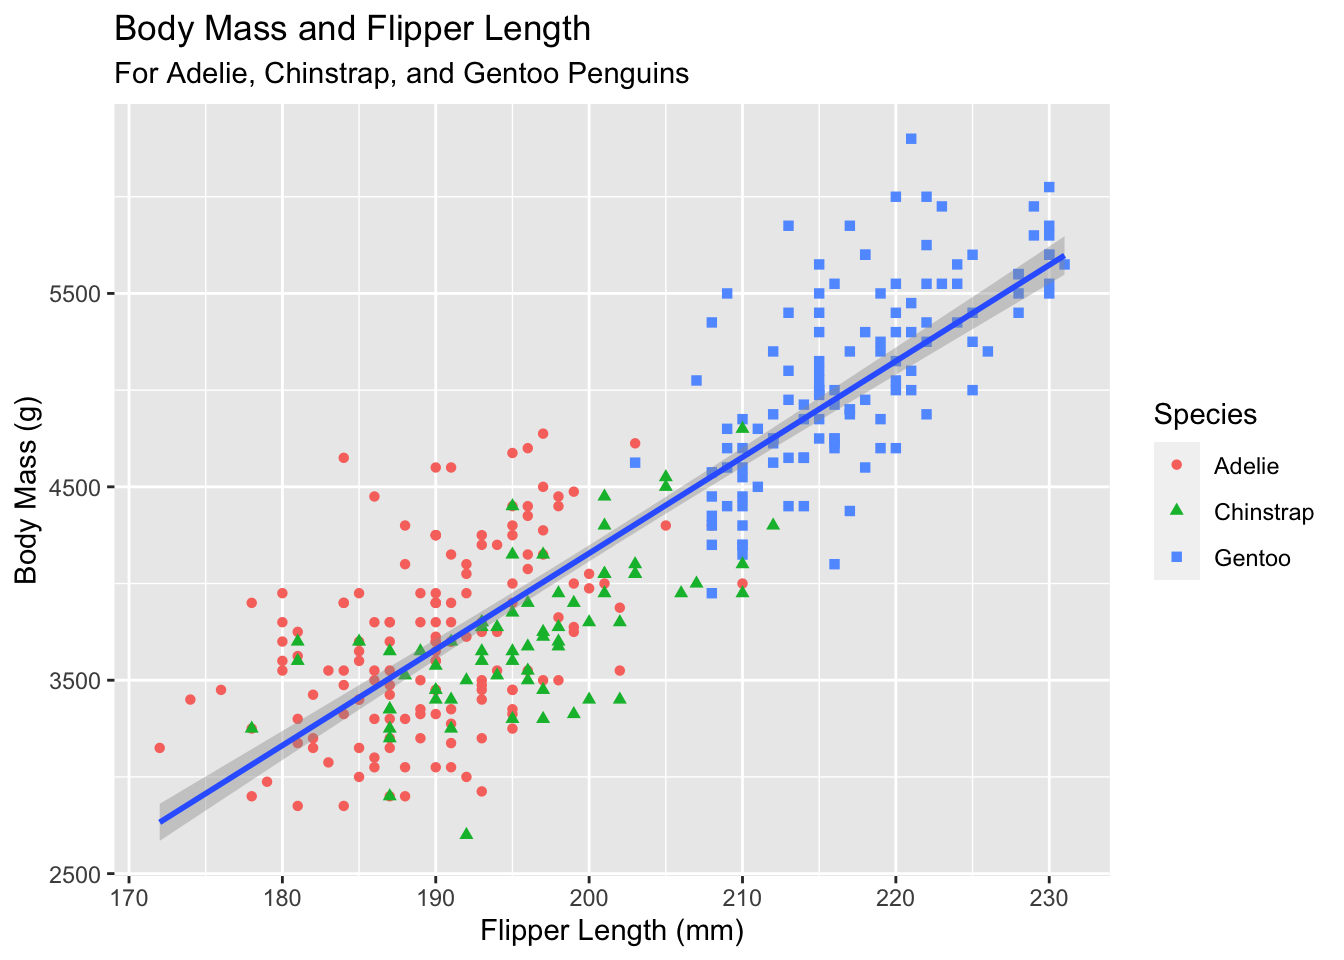 Body Mass and Flipper Length
For Adelie, Chinstrap, and Gentoo Penguins
Body Mass (g)
5500
4500
3500
2500
170 180 190 200 210 220 230
Flipper Length (mm)
Species
Adelie
Chinstrap
Gentoo